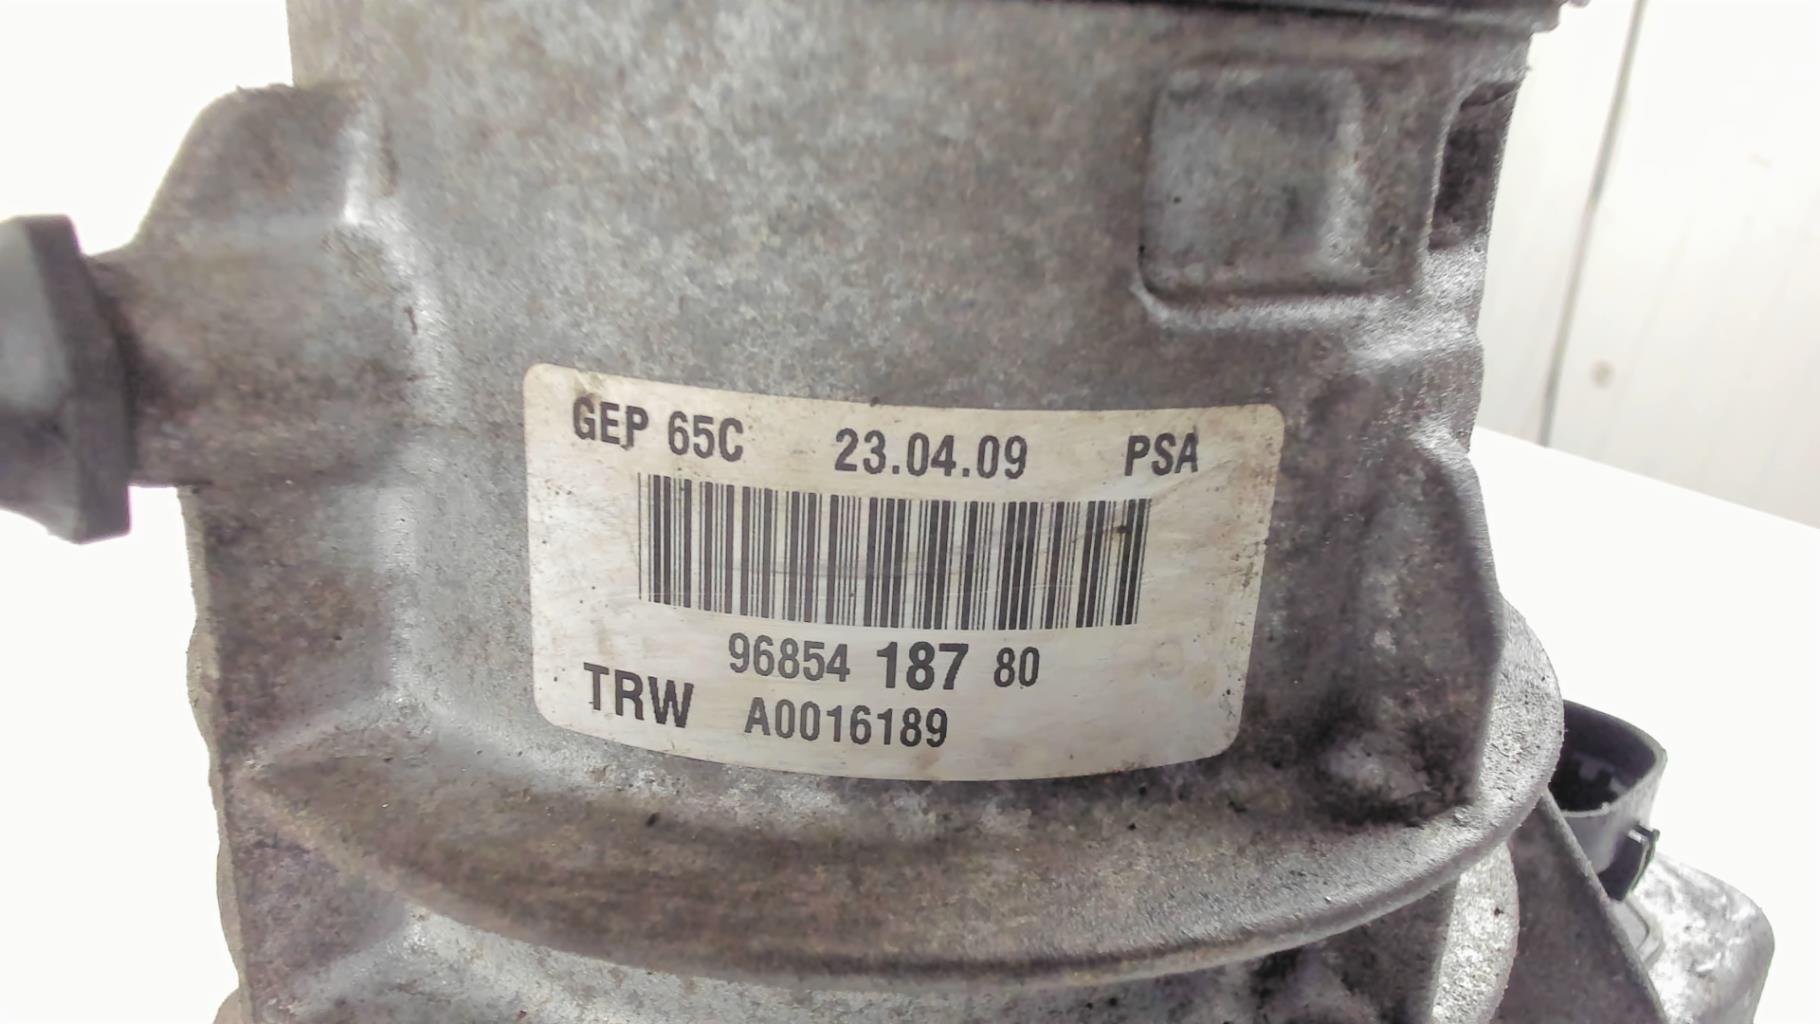 GEP 65C 23.04.09 PSA
96854 187 80
TRW A0016189